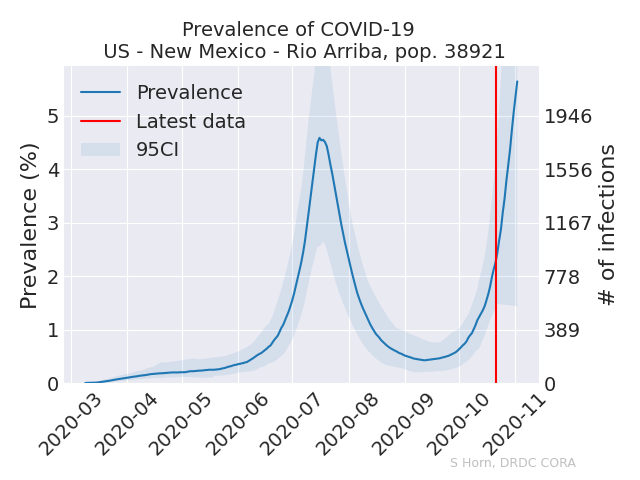 Prevalence of COVID-19
US - New Mexico - Rio Arriba, pop. 38921
Prevalence
Latest data
95CI
Prevalence (%)
5
4
3
2
1
0
# of infections
1946
1556
1167
778
389
0
2020-03
2020-04
2020-05
2020-06
2020-07
2020-08
2020-09
2020-10
2020-11
S Horn, DRDC CORA